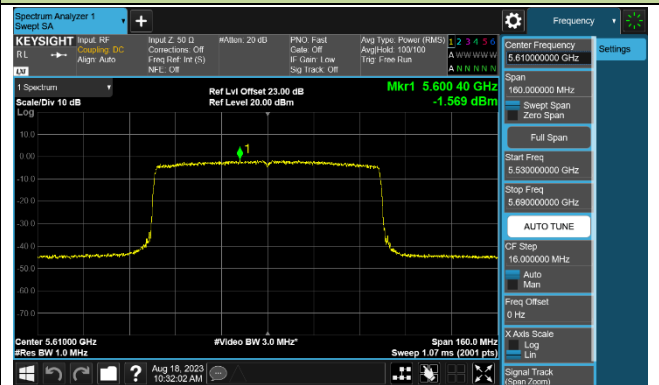 Spectrum Analyzer 1
Swept SA
+
Frequency
KEYSIGHT
RL
LXI
Input: RF
Coupling: DC
Align: Auto
Input Z: 50 Ω
Corrections: Off
Freq Ref: Int (S)
NFE: Off
#Atten: 20 dB
PNO: Fast
Gate: Off
IF Gain: Low
Sig Track: Off
Avg Type: Power (RMS)
Avg|Hold: 100/100
Trig: Free Run
1 2 3 4 5 6
A W W W W W
A N N N N N
1 Spectrum
Scale/Div 10 dB
Log
Ref Lvl Offset 23.00 dB
Ref Level 20.00 dBm
Mkr1 5.600 40 GHz
-1.569 dBm
1
10.0
0.00
-10.0
-20.0
-30.0
-40.0
-50.0
-60.0
-70.0
Center 5.61000 GHz
#Res BW 1.0 MHz
#Video BW 3.0 MHz*
Span 160.0 MHz
Sweep 1.07 ms (2001 pts)
?
Aug 18, 2023
10:32:02 AM
Center Frequency
5.610000000 GHz
Span
160.000000 MHz
Swept Span
Zero Span
Full Span
Start Freq
5.530000000 GHz
Stop Freq
5.690000000 GHz
AUTO TUNE
CF Step
16.000000 MHz
Auto
Man
Freq Offset
0 Hz
X Axis Scale
Log
Lin
Signal Track
(Span Zoom)
Settings